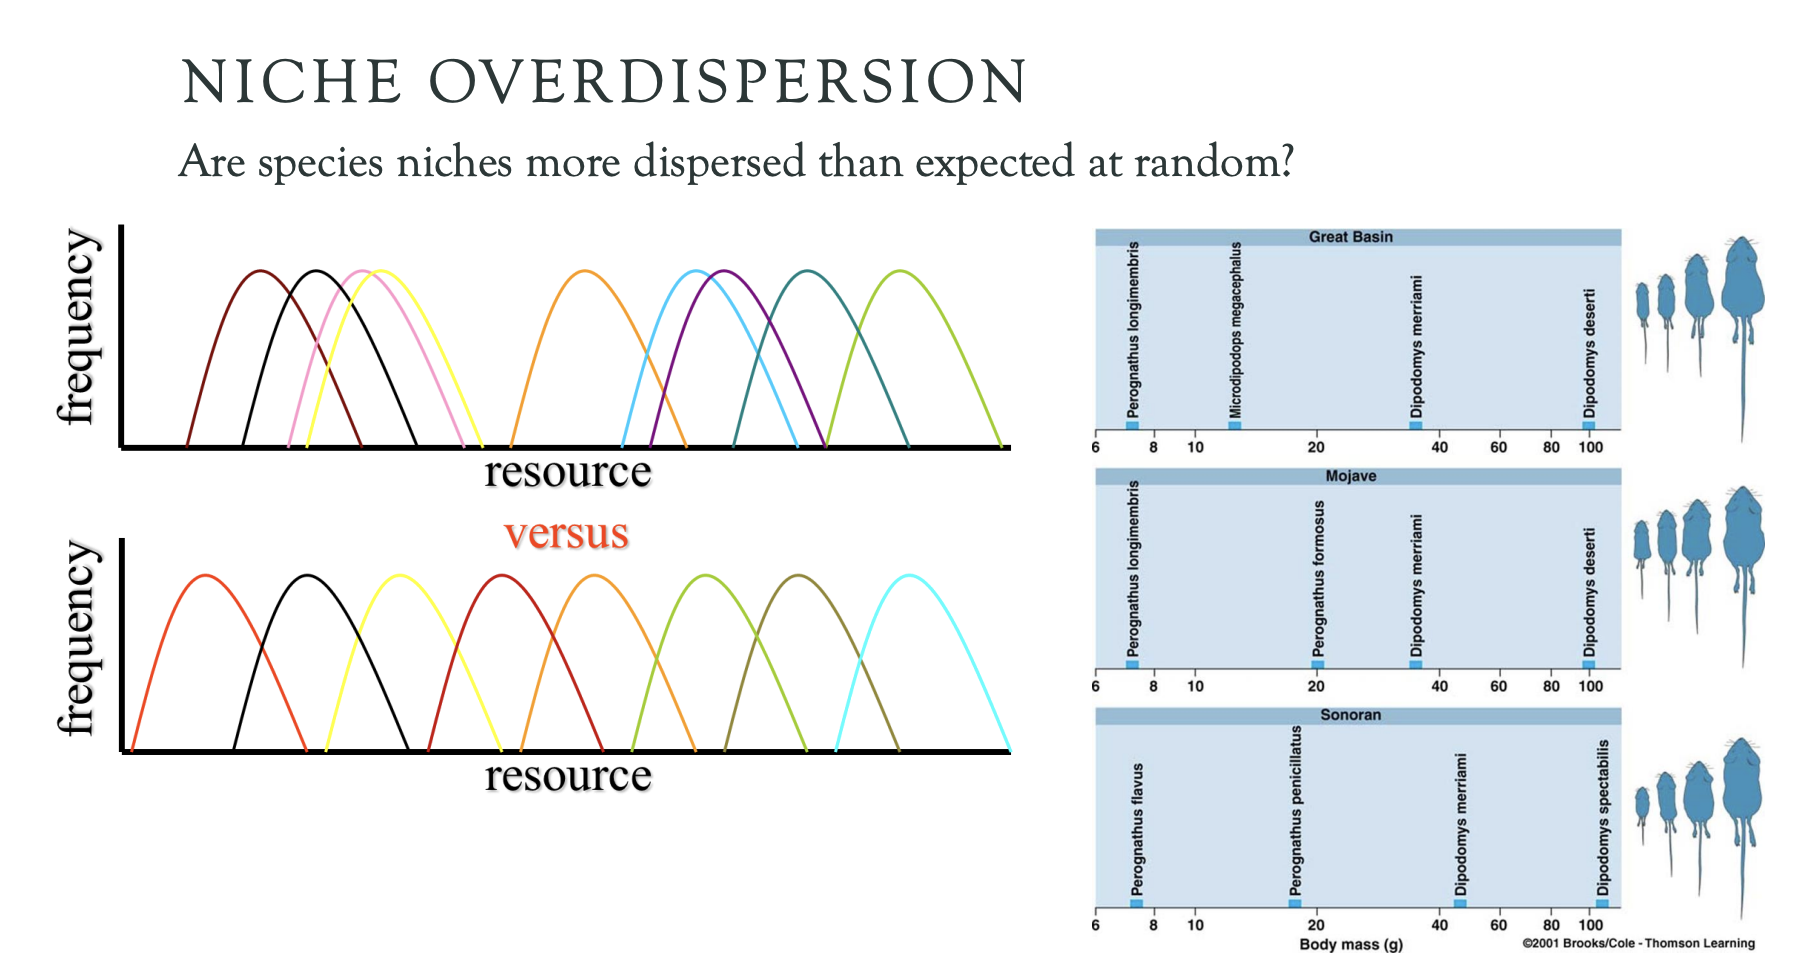 NICHE OVERDISPERSION
Are species niches more dispersed than expected at random?
frequency
resource
versus
frequency
resource
Great Basin
Perognathus longimembris
Microdipodops megacephalus
Dipodomys merriami
Dipodomys deserti
6 8 10 20 40 60 80 100
Mojave
Perognathus longimembris
Perognathus formosus
Dipodomys merriami
Dipodomys deserti
6 8 10 20 40 60 80 100
Sonoran
Perognathus flavus
Perognathus penicillatus
Dipodomys merriami
Dipodomys spectabilis
6 8 10 20 40 60 80 100
Body mass (g)
©2001 Brooks/Cole - Thomson Learning